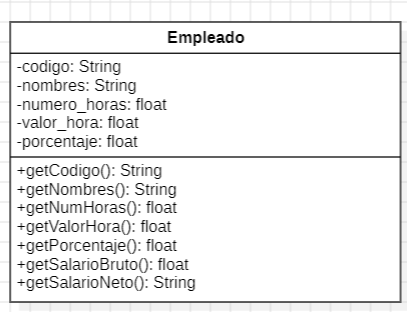 Empleado
-codigo: String
-nombres: String
-numero_horas: float
-valor_hora: float
-porcentaje: float
+getCodigo(): String
+getNombres(): String
+getNumHoras(): float
+getValorHora(): float
+getPorcentaje(): float
+getSalarioBruto(): float
+getSalarioNeto(): String